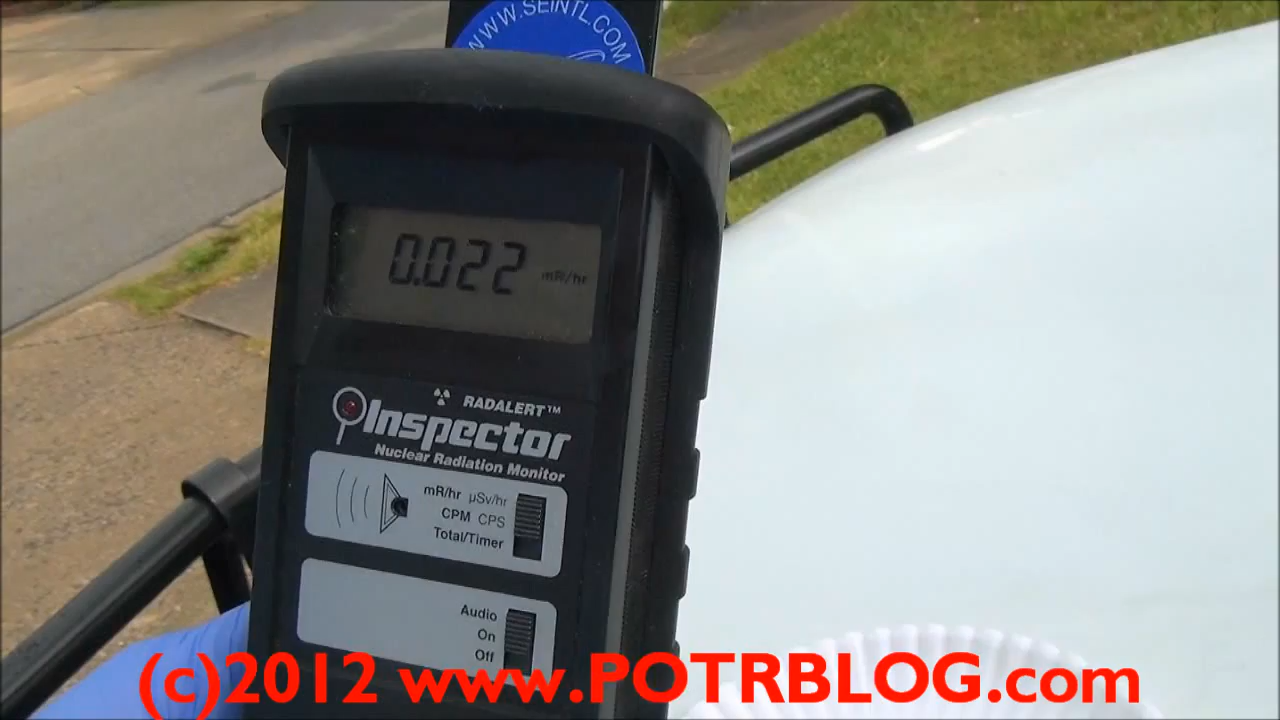 WWW.SEINTL.COM
0.022 mR/hr
RADALERT™
Inspector
Nuclear Radiation Monitor
mR/hr µSv/hr
CPM CPS
Total/Timer
Audio
On
Off
(c)2012 www.POTRBLOG.com